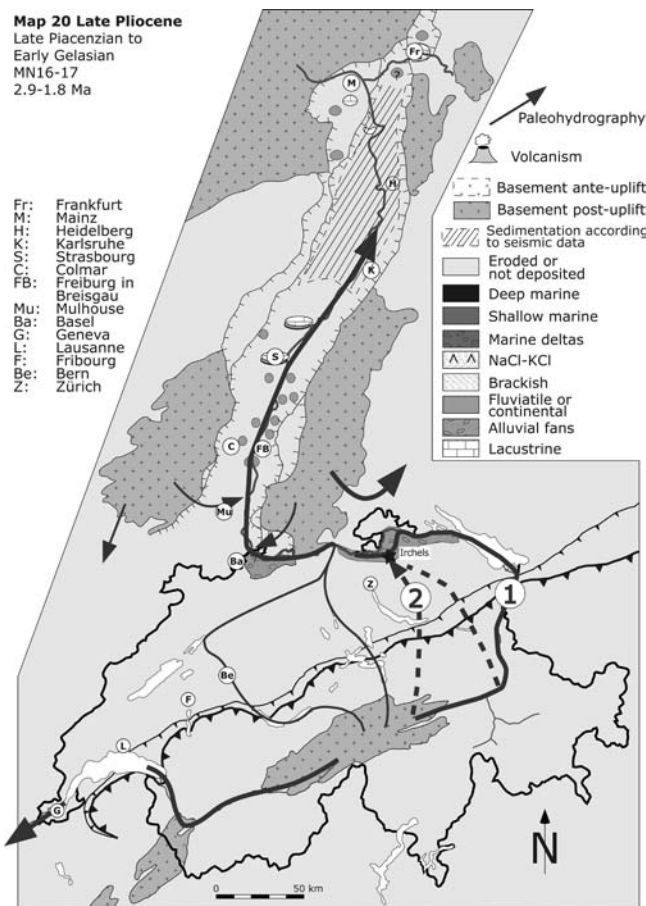 Map 20 Late Pliocene
Late Piacenzian to
Early Gelasian
MN16-17
2.9-1.8 Ma
Fr: Frankfurt
M: Mainz
H: Heidelberg
K: Karlsruhe
S: Strasbourg
C: Colmar
FB: Freiburg in
Breisgau
Mu: Mulhouse
Ba: Basel
G: Geneva
L: Lausanne
F: Fribourg
Be: Bern
Z: Zürich
Paleohydrography
Volcanism
Basement ante-uplift
Basement post-uplift
Sedimentation according
to seismic data
Eroded or
not deposited
Deep marine
Shallow marine
Marine deltas
NaCl-KCl
Brackish
Fluviatile or
continental
Alluvial fans
Lacustrine
Fr
?
M
H
K
S
C
FB
Mu
Ba
Irchels
Z
2
1
Be
F
L
G
N
0
50 km